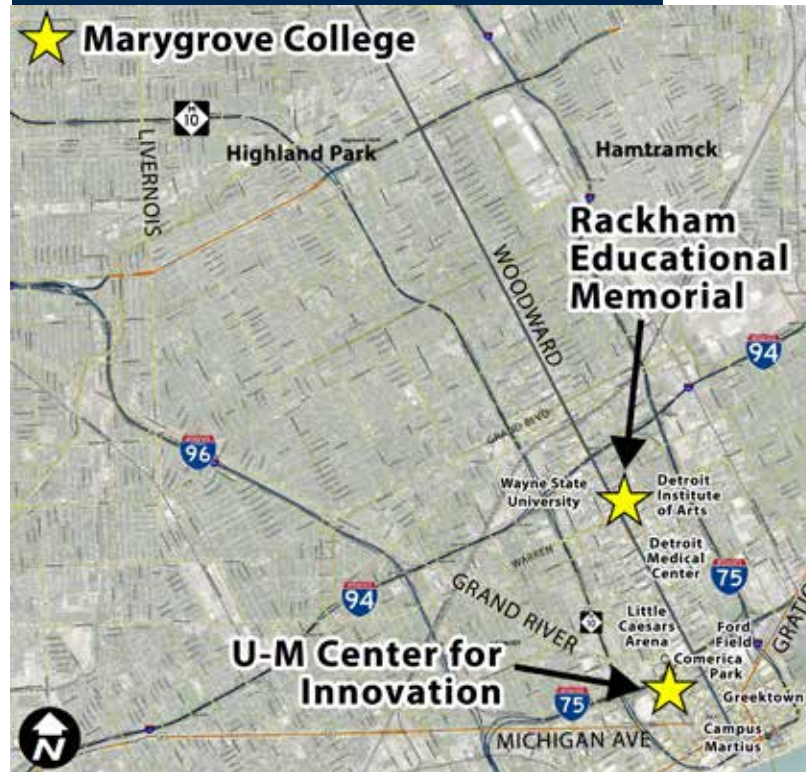 Marygrove College
M
10
LIVERNOIS
Highland Park
Hamtramck
Rackham
Educational
Memorial
WOODWARD
94
GRAND BLVD
96
Wayne State
University
Detroit
Institute
of Arts
WARREN
Detroit
Medical
Center
94
75
GRAND RIVER
Little
Caesars
Arena
Ford
Field
GRATIO
10
U-M Center for
Innovation
Comerica
Park
75
Greektown
MICHIGAN AVE
Campus
Martius
N